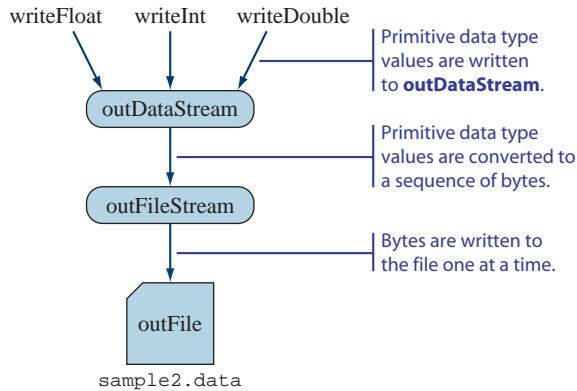 writeFloat writeInt writeDouble
Primitive data type
values are written
to outDataStream.
outDataStream
Primitive data type
values are converted to
a sequence of bytes.
outFileStream
Bytes are written to
the file one at a time.
outFile
sample2.data